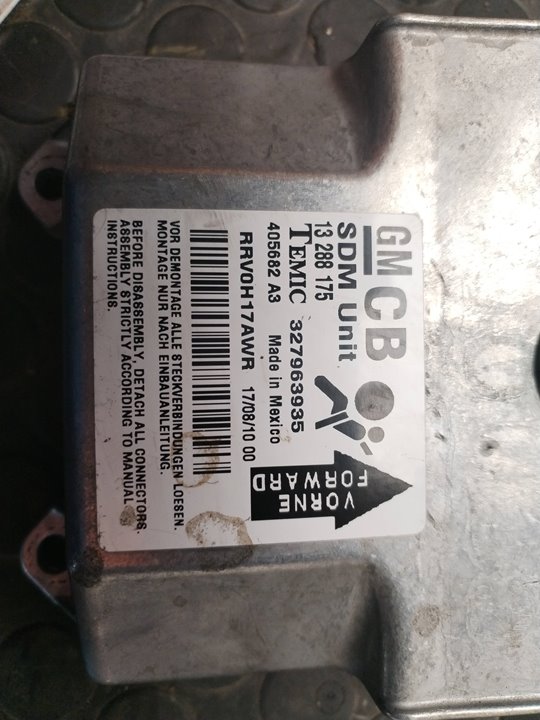 GM CB
SDM Unit
13 288 175
TEMIC 327963935
405682 A3 Made in Mexico
RRV0H17AWR 17/08/10 00
VORNE
FORWARD
VOR DEMONTAGE ALLE STECKVERBINDUNGEN LOESEN.
MONTAGE NUR NACH EINBAUANLEITUNG.
BEFORE DISASSEMBLY, DETACH ALL CONNECTORS.
ASSEMBLY STRICTLY ACCORDING TO MANUAL
INSTRUCTIONS.